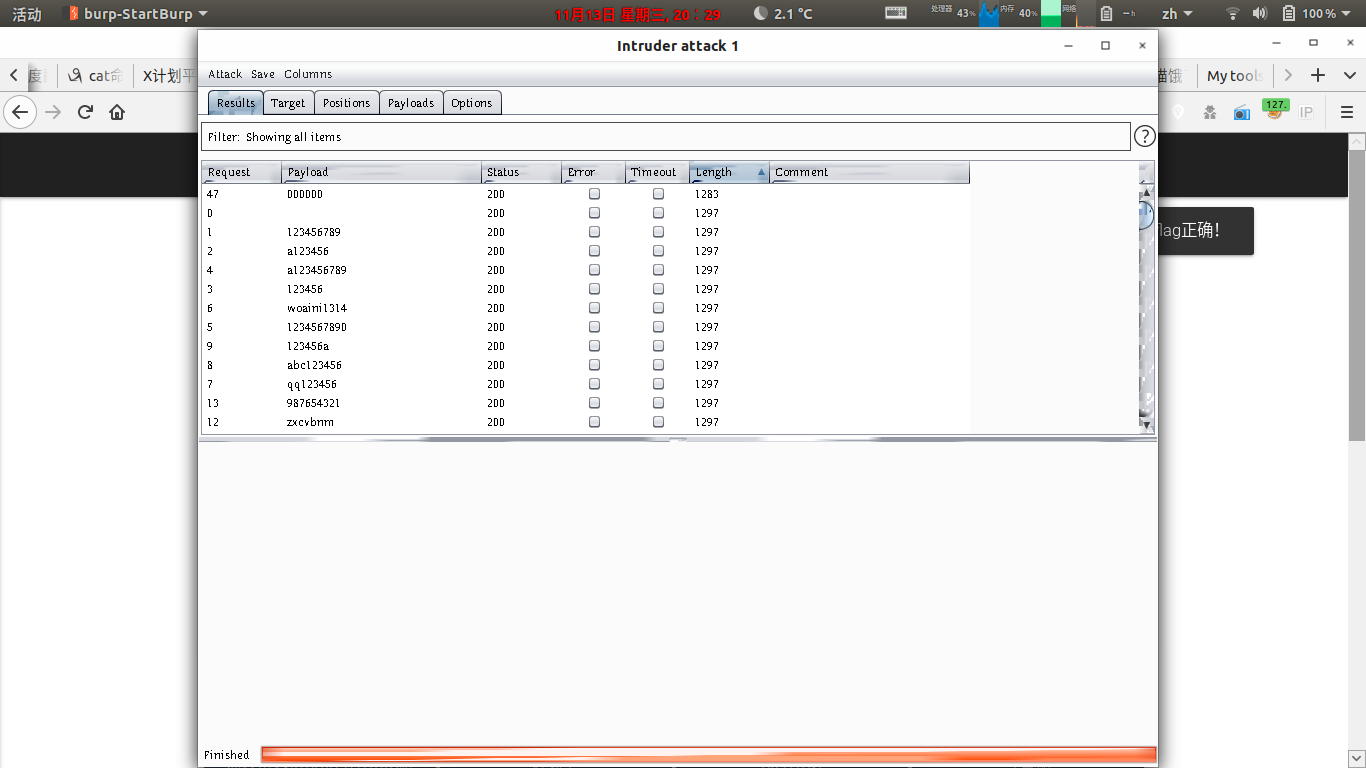 活动 burp-StartBurp 11月13日 星期三, 20：29 2.1 °C 处理器 43% 内存 40% 网络 zh 100 %
Intruder attack 1
cat命 X计划平 My tools
Attack Save Columns
Results Target Positions Payloads Options
127. IP
Filter: Showing all items ?
Request Payload Status Error Timeout Length Comment
47 000000 200 1283
0 200 1297
1 123456789 200 1297
lag正确!
2 a123456 200 1297
4 a123456789 200 1297
3 123456 200 1297
6 woaini1314 200 1297
5 1234567890 200 1297
9 123456a 200 1297
8 abc123456 200 1297
7 qq123456 200 1297
13 987654321 200 1297
12 zxcvbnm 200 1297
Finished